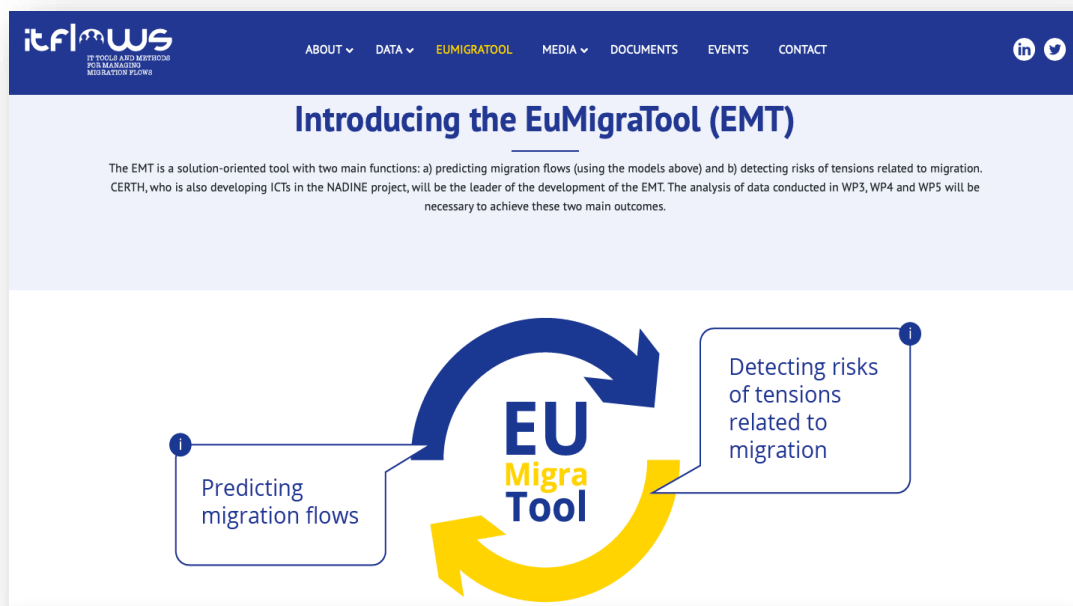 itflows
IT TOOLS AND METHODS
FOR MANAGING
MIGRATION FLOWS
ABOUT DATA EUMIGRATOOL MEDIA DOCUMENTS EVENTS CONTACT
in
Introducing the EuMigraTool (EMT)
The EMT is a solution-oriented tool with two main functions: a) predicting migration flows (using the models above) and b) detecting risks of tensions related to migration.
CERTH, who is also developing ICTs in the NADINE project, will be the leader of the development of the EMT. The analysis of data conducted in WP3, WP4 and WP5 will be
necessary to achieve these two main outcomes.
i
Predicting
migration flows
EU
Migra
Tool
i
Detecting risks
of tensions
related to
migration